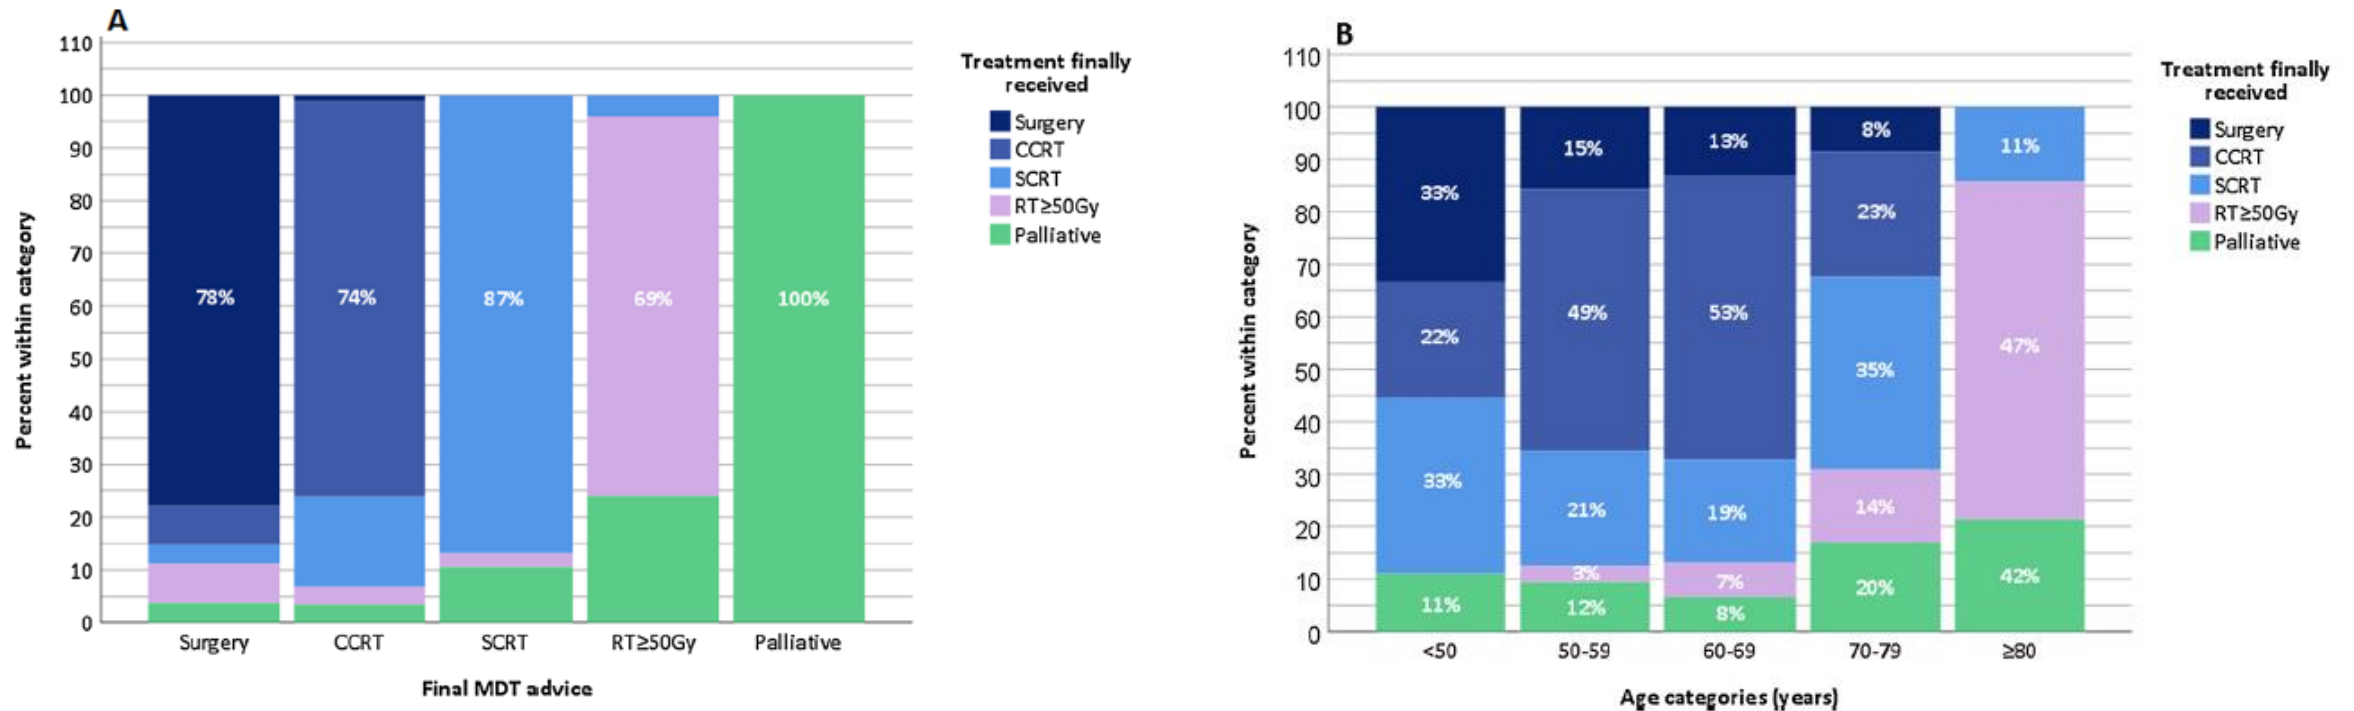 A
110
100
90
80
70
60
50
40
30
20
10
0
Percent within category
78%
74%
87%
69%
100%
Surgery
CCRT
SCRT
RT≥50Gy
Palliative
Final MDT advice
Treatment finally
received
Surgery
CCRT
SCRT
RT≥50Gy
Palliative
B
110
100
90
80
70
60
50
40
30
20
10
0
Percent within category
33%
22%
33%
11%
15%
49%
21%
3%
12%
13%
53%
19%
7%
8%
8%
23%
35%
14%
20%
11%
47%
42%
<50
50-59
60-69
70-79
≥80
Age categories (years)
Treatment finally
received
Surgery
CCRT
SCRT
RT≥50Gy
Palliative